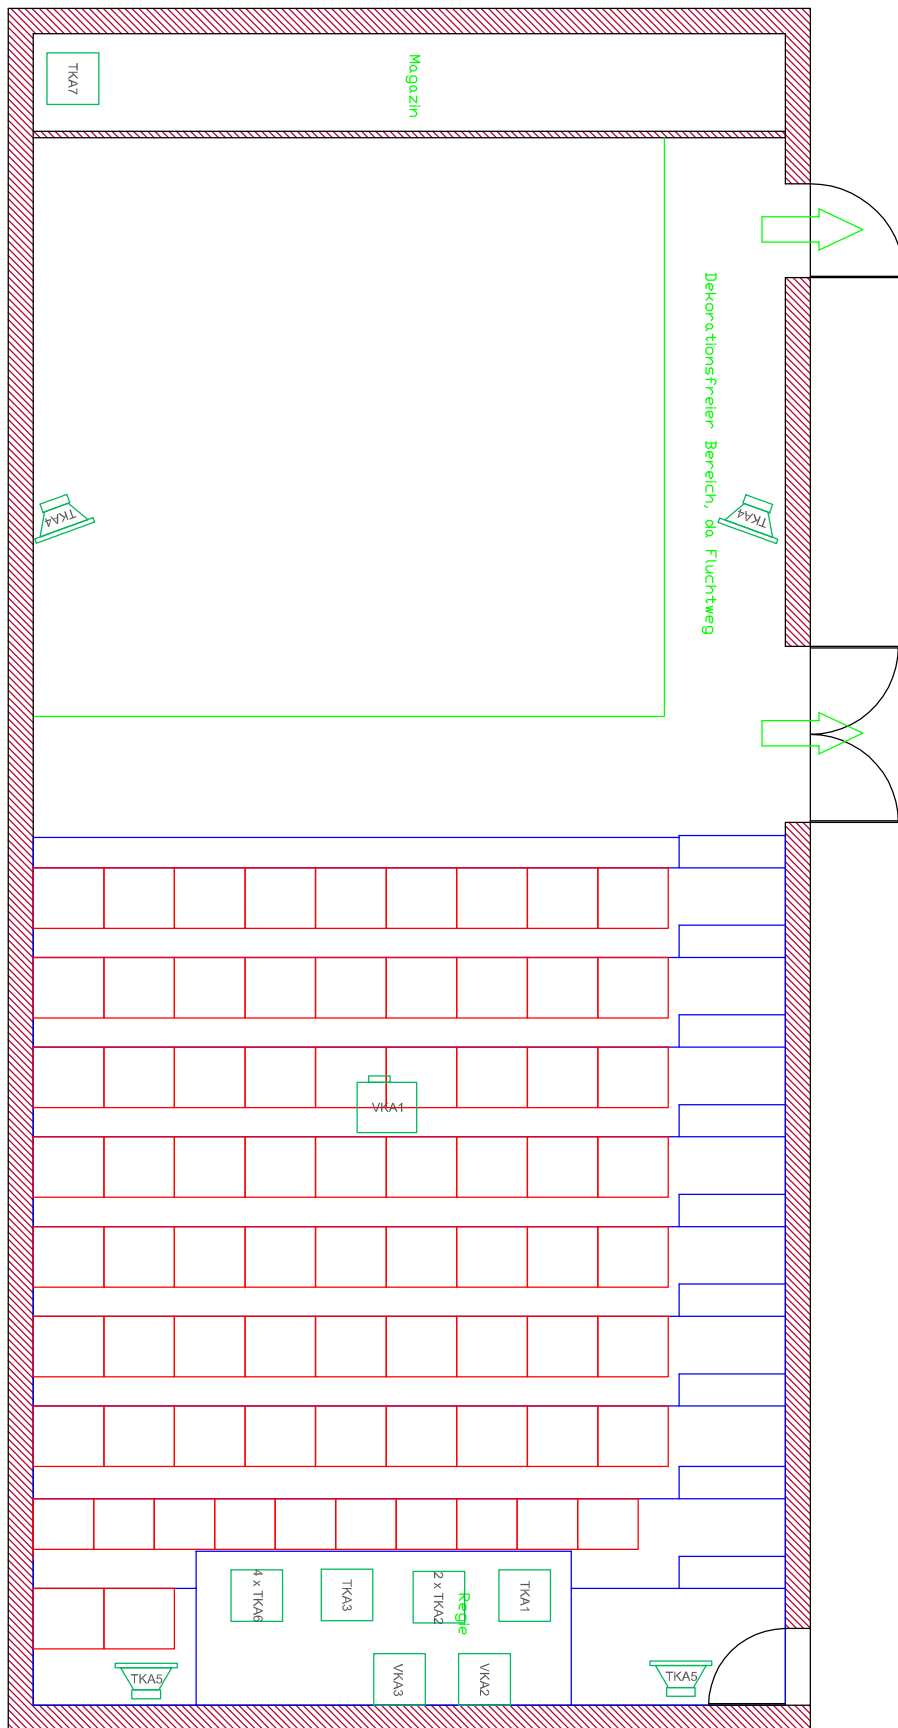 TKA7
Magazin
Dekorationsfreier Bereich, da Fluchtweg
TKA4
TKA4
VKA1
4 x TKA6
TKA3
2 x TKA2
Regie
TKA1
TKA5
VKA3
VKA2
TKA5